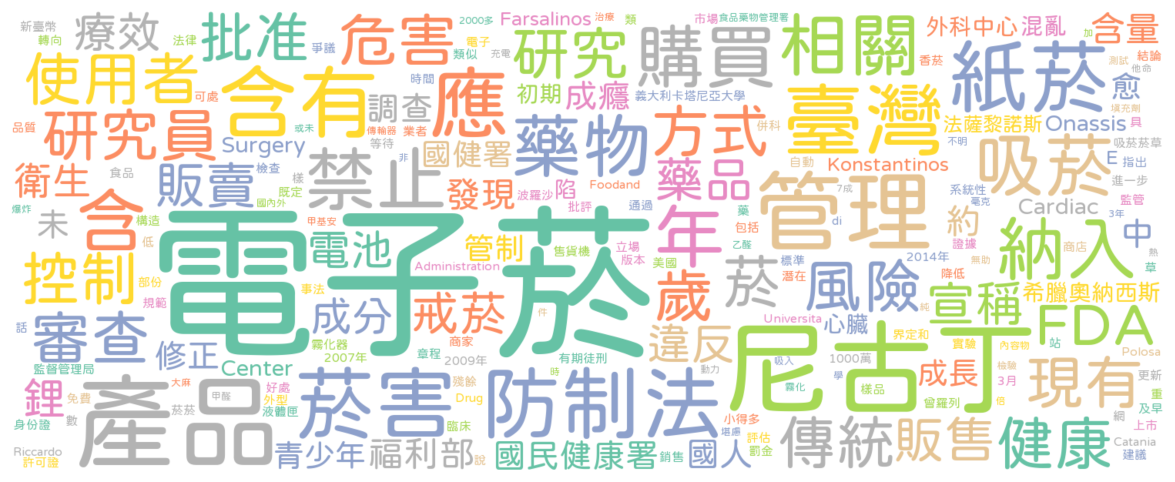 新臺幣
療效
批准
危害
2000多
Farsalinos
治療
類
市場
食品藥物管理署
外科中心
混亂
加
含量
轉向
法律
爭議
電子
類似
充電
研究
購買
相關
香菸
結論
測試
他命
使用者
可處
含有
時間
應
初期
成癮
義大利卡塔尼亞大學
臺灣
紙菸
愈
填充劑
具
品質
研究員
調查
傳輸器
業者
或未
等待
藥物
方式
併科
法薩黎諾斯
Onassis
不明
吸菸菸草
Surgery
非
國健署
衛生
食品
販賣
檢查
樣
禁止
發現
陷
Foodand
藥品
自動
Konstantinos
吸菸
E
指出
進一步
系統性
毫克
監管
爆炸
未
含
構造
既定
國內外
甲基安
波羅沙
批評
通過
年
藥
包括
7成
di
管理
約
證據
Cardiac
3年
中
低
電子菸
電池
管制
售貨機
立場
版本
美國
乙醛
標準
潛在
2014年
納入
商店
熱
草
控制
部份
規範
事法
Administration
歲
菸
風險
降低
無助
純
宣稱
希臘奧納西斯
話
審查
成分
戒菸
件
商家
Universita
心臟
界定和
實驗
內容物
站
FDA
監督管理局
修正
霧化器
2007年
章程
2009年
有期徒刑
違反
1000萬
尼古丁
檢驗
Polosa
Center
時
動力
吸入
學
霧化
樣品
成長
3月
倍
現有
更新
重
鋰
免費
大麻
甲醛
好處
外型
液體匣
殘餘
Drug
臨床
防制法
小得多
堪慮
曾羅列
網
及早
上市
身份證
數
菸菸
產品
菸害
Riccardo
許可證
青少年
福利部
說
國民健康署
銷售
國人
評估
罰金
傳統
販售
健康
Catania
建議